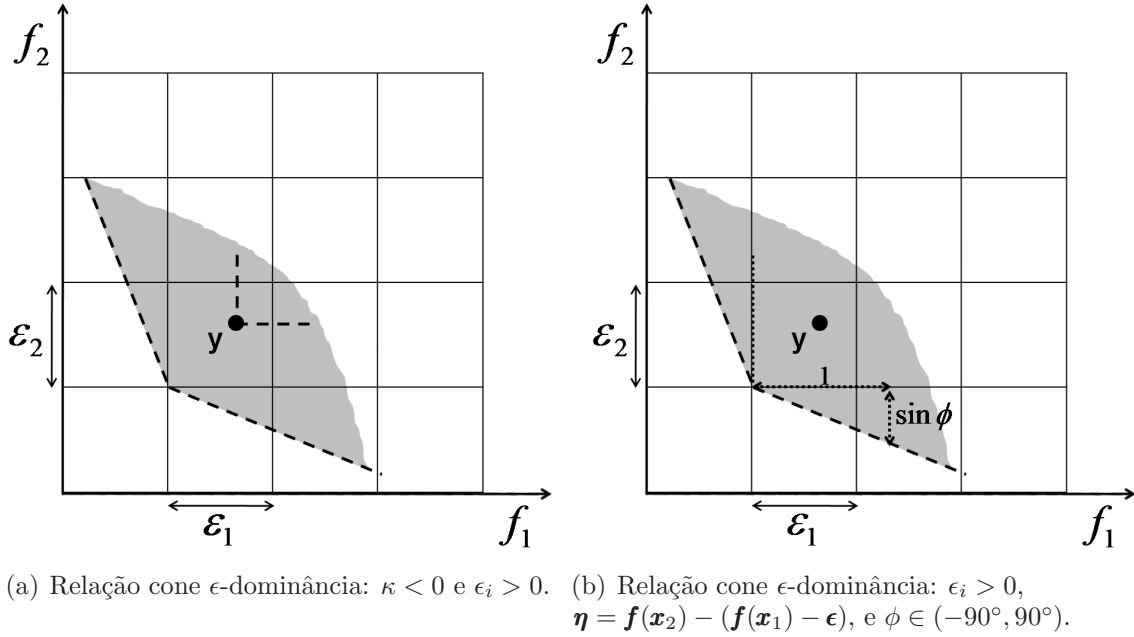 f₂
f₂
ε₂
y
ε₂
y
1
sin ϕ
ε₁
f₁
ε₁
f₁
(a) Relação cone ϵ-dominância: κ < 0 e ϵᵢ > 0.
(b) Relação cone ϵ-dominância: ϵᵢ > 0,
η = f(x₂) − (f(x₁) − ϵ), e ϕ ∈ (−90°, 90°).